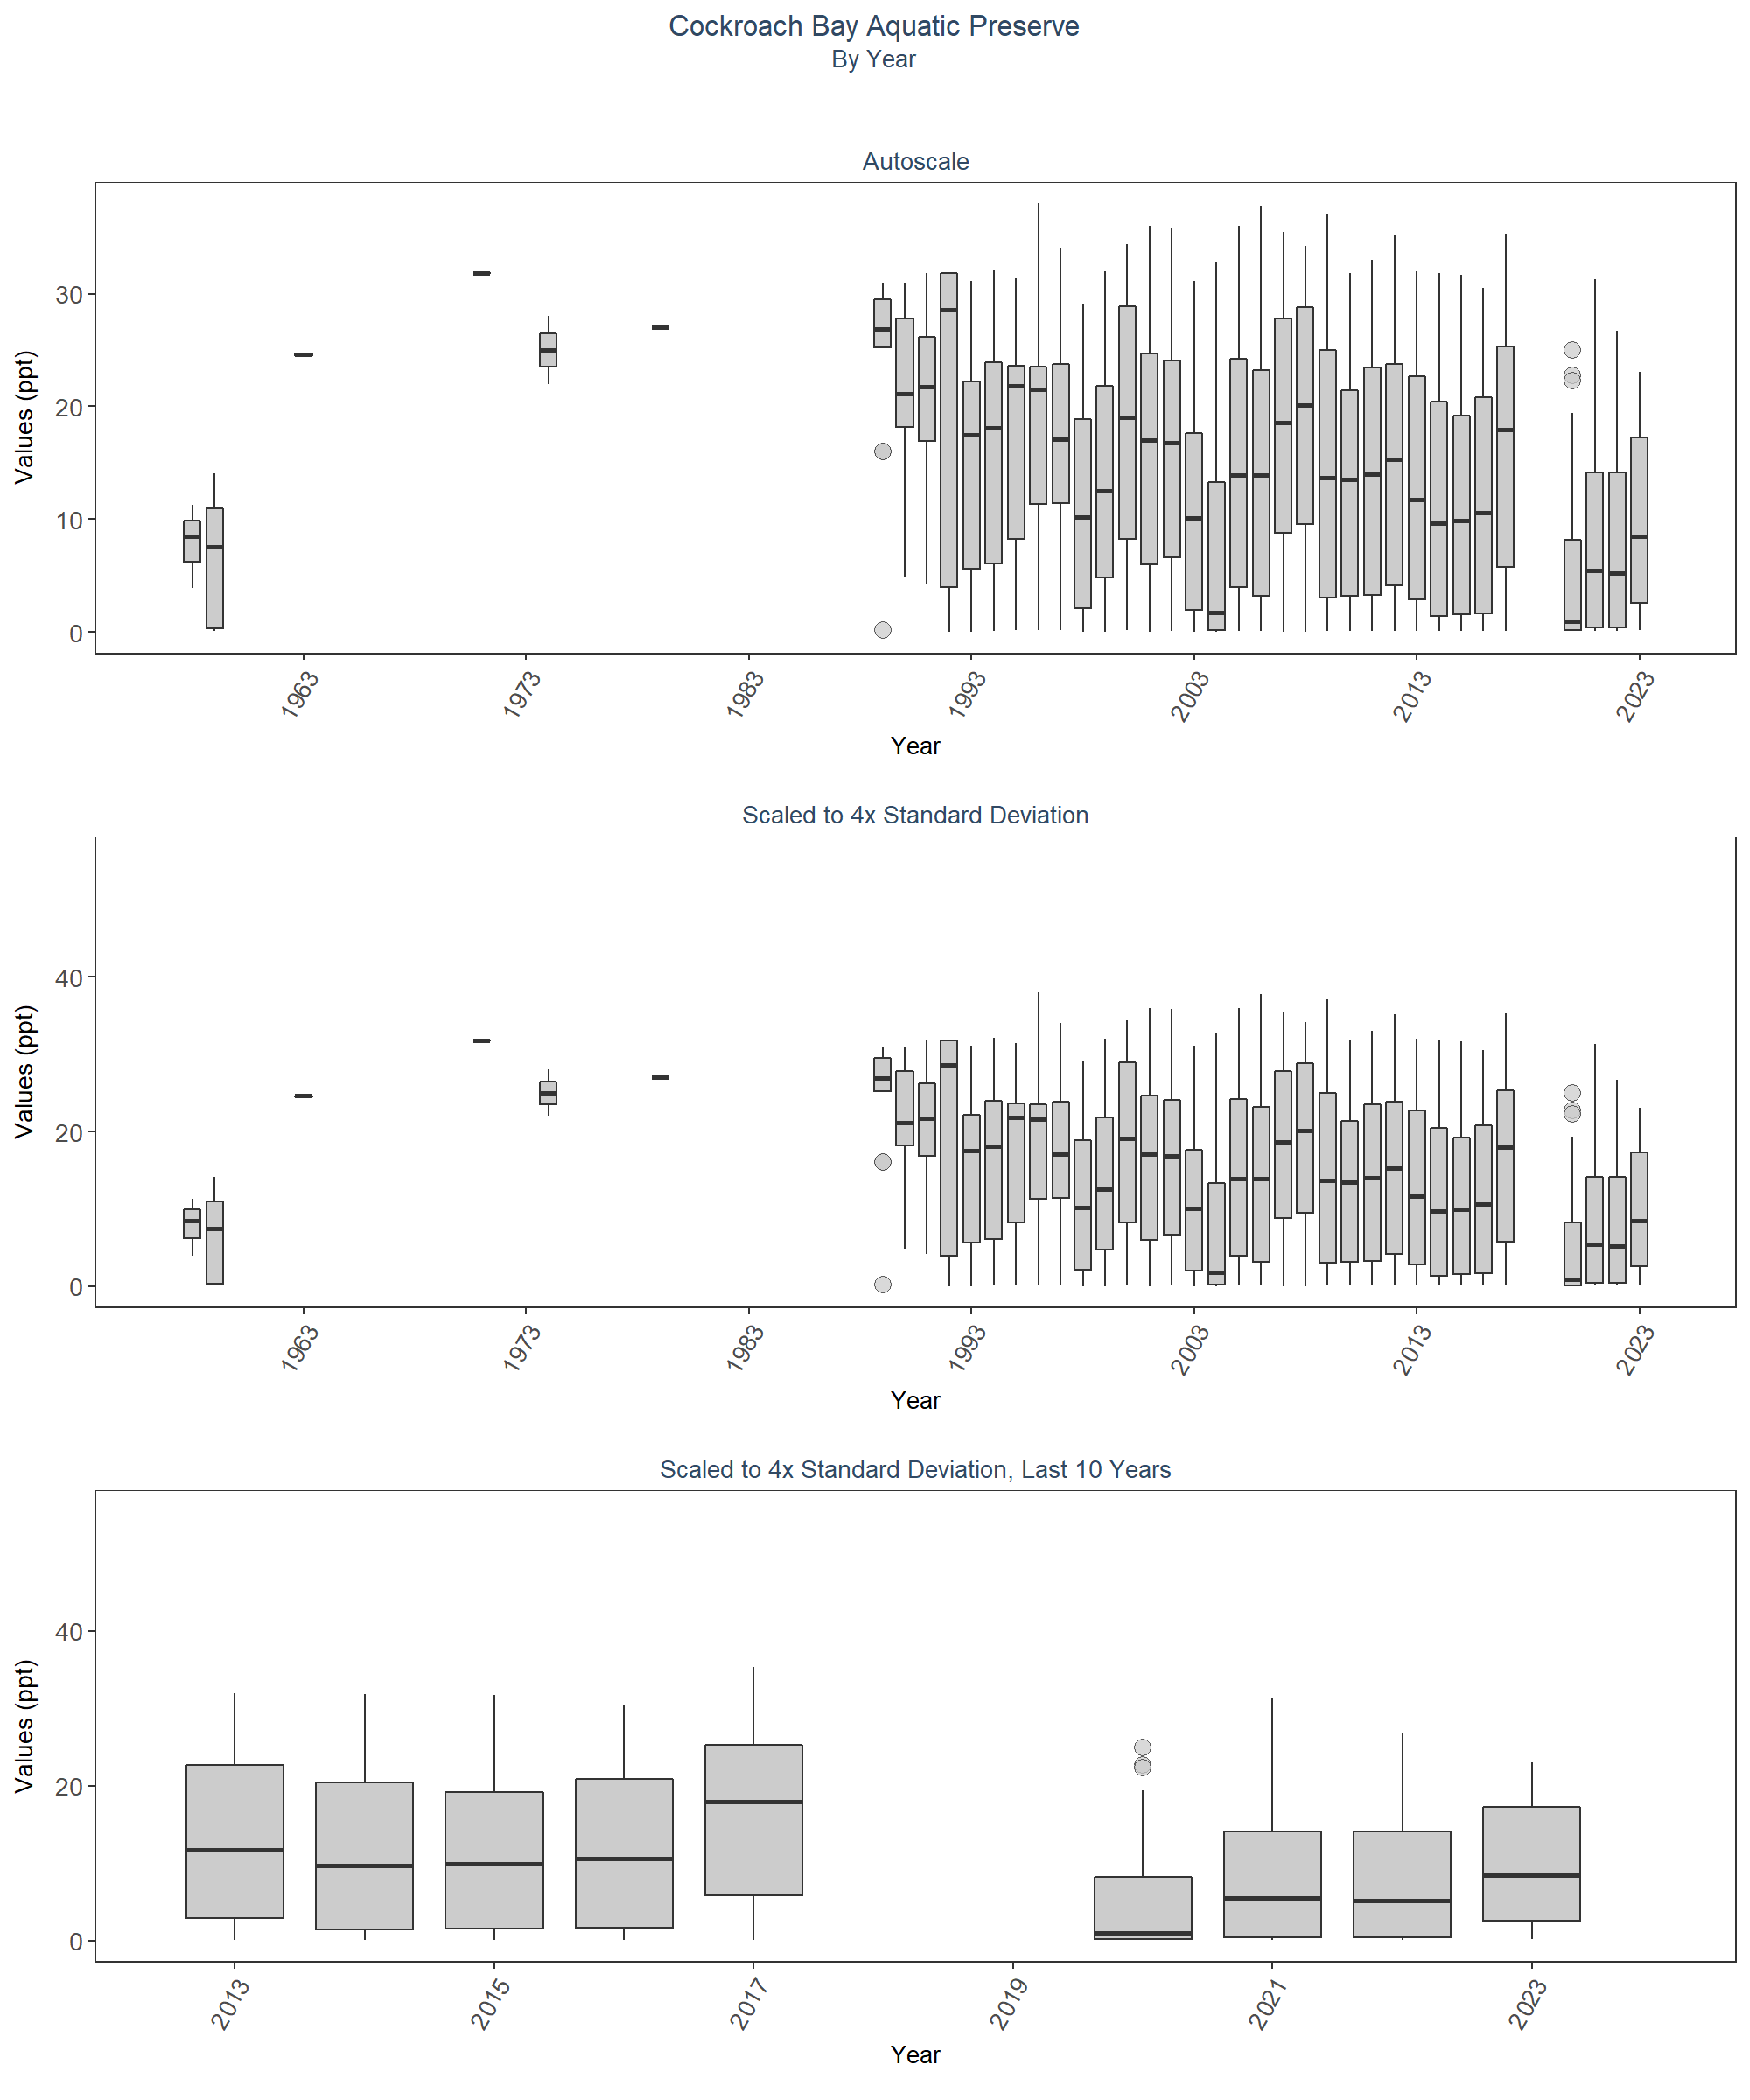 Cockroach Bay Aquatic Preserve
By Year
Autoscale
Values (ppt)
30
20
10
0
1963 1973 1983 1993 2003 2013 2023
Year
Scaled to 4x Standard Deviation
Values (ppt)
40
20
0
1963 1973 1983 1993 2003 2013 2023
Year
Scaled to 4x Standard Deviation, Last 10 Years
Values (ppt)
40
20
0
2013 2015 2017 2019 2021 2023
Year